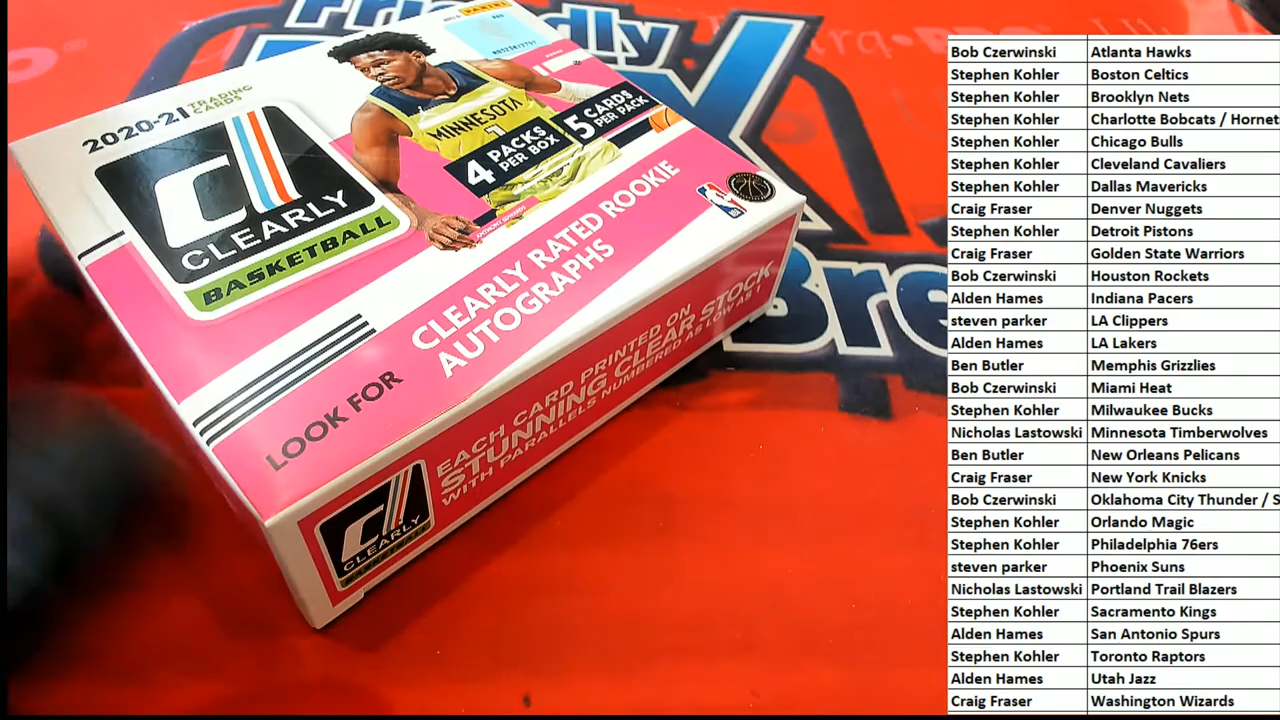 Friendly
Bre
PANINI
2020-21 TRADING
CARDS
CLEARLY
BASKETBALL
MINNESOTA
1
4 PACKS
PER BOX
5 CARDS
PER PACK
ANTHONY EDWARDS
NBA
LOOK FOR
CLEARLY RATED ROOKIE
AUTOGRAPHS
CLEARLY
EACH CARD PRINTED ON
STUNNING CLEAR STOCK
WITH PARALLELS NUMBERED AS LOW AS 1
Bob Czerwinski Atlanta Hawks
Stephen Kohler Boston Celtics
Stephen Kohler Brooklyn Nets
Stephen Kohler Charlotte Bobcats / Hornet
Stephen Kohler Chicago Bulls
Stephen Kohler Cleveland Cavaliers
Stephen Kohler Dallas Mavericks
Craig Fraser Denver Nuggets
Stephen Kohler Detroit Pistons
Craig Fraser Golden State Warriors
Bob Czerwinski Houston Rockets
Alden Hames Indiana Pacers
steven parker LA Clippers
Alden Hames LA Lakers
Ben Butler Memphis Grizzlies
Bob Czerwinski Miami Heat
Stephen Kohler Milwaukee Bucks
Nicholas Lastowski Minnesota Timberwolves
Ben Butler New Orleans Pelicans
Craig Fraser New York Knicks
Bob Czerwinski Oklahoma City Thunder / S
Stephen Kohler Orlando Magic
Stephen Kohler Philadelphia 76ers
steven parker Phoenix Suns
Nicholas Lastowski Portland Trail Blazers
Stephen Kohler Sacramento Kings
Alden Hames San Antonio Spurs
Stephen Kohler Toronto Raptors
Alden Hames Utah Jazz
Craig Fraser Washington Wizards